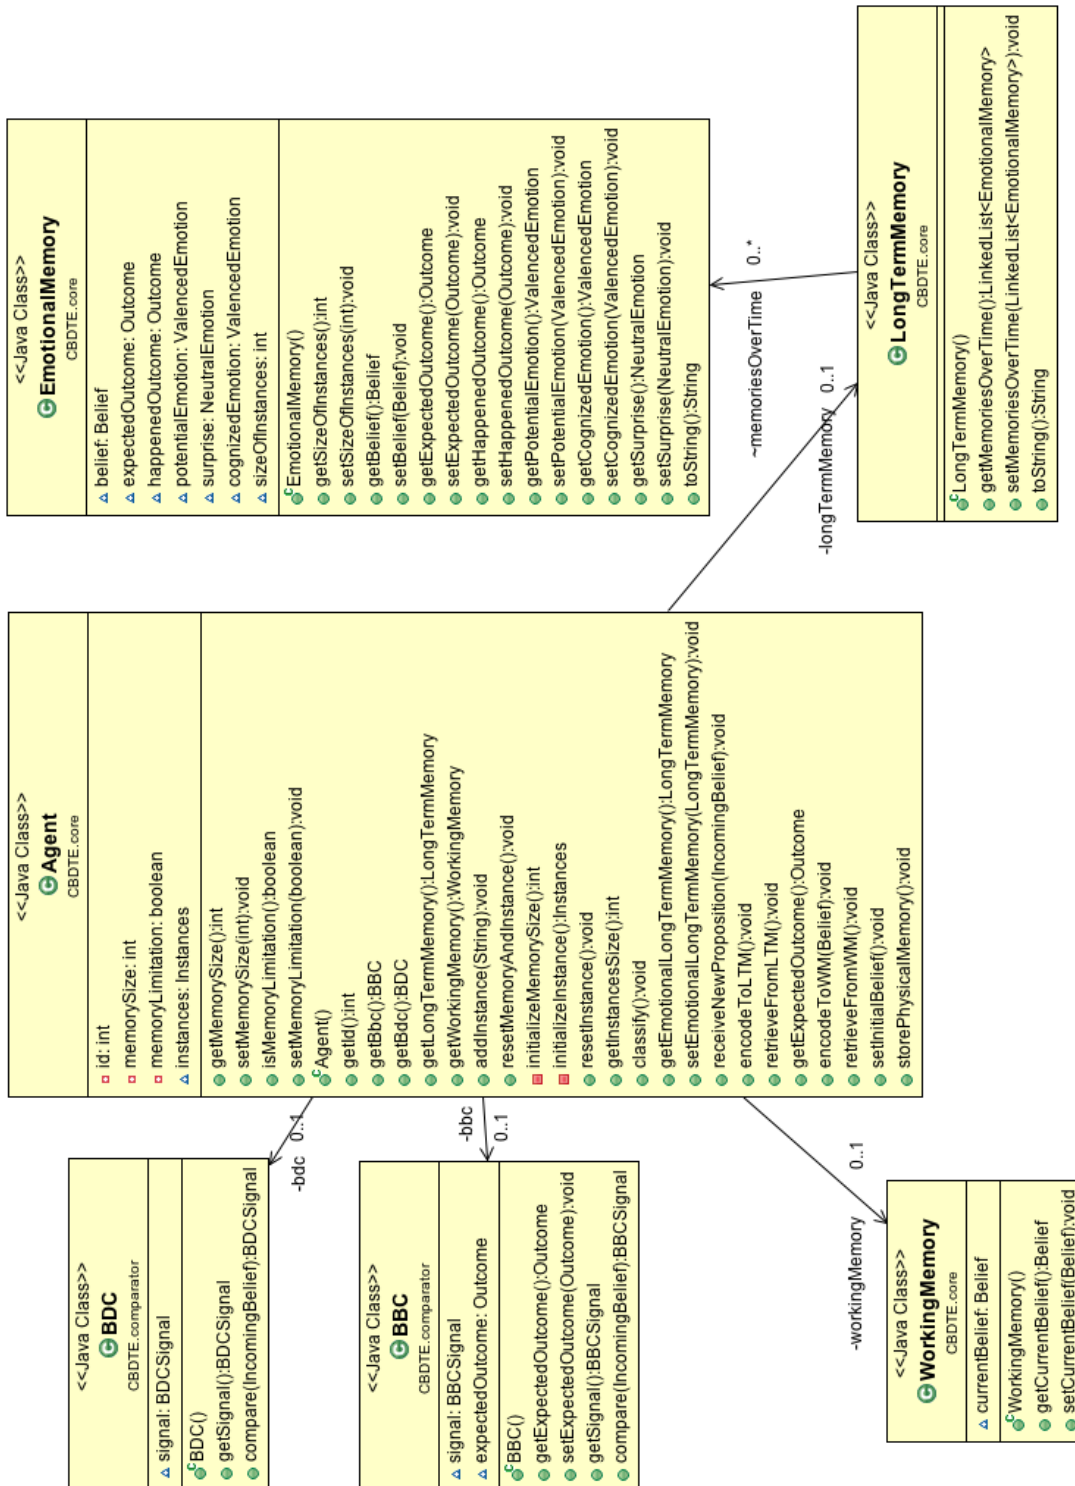 <<Java Class>>
BDC
CBDTE.comparator
signal: BDCSignal
BDC()
getSignal():BDCSignal
compare(IncomingBelief):BDCSignal
<<Java Class>>
BBC
CBDTE.comparator
signal: BBCSignal
expectedOutcome: Outcome
BBC()
getExpectedOutcome():Outcome
setExpectedOutcome(Outcome):void
getSignal():BBCSignal
compare(IncomingBelief):BBCSignal
<<Java Class>>
WorkingMemory
CBDTE.core
currentBelief: Belief
WorkingMemory()
getCurrentBelief():Belief
setCurrentBelief(Belief):void
-bdc
0..1
-bbc
0..1
-workingMemory
0..1
<<Java Class>>
Agent
CBDTE.core
id: int
memorySize: int
memoryLimitation: boolean
instances: Instances
getMemorySize():int
setMemorySize(int):void
isMemoryLimitation():boolean
setMemoryLimitation(boolean):void
Agent()
getId():int
getBbc():BBC
getBdc():BDC
getLongTermMemory():LongTermMemory
getWorkingMemory():WorkingMemory
addInstance(String):void
resetMemoryAndInstance():void
initializeMemorySize():int
initializeInstance():Instances
resetInstance():void
getInstancesSize():int
classify():void
getEmotionalLongTermMemory():LongTermMemory
setEmotionalLongTermMemory(LongTermMemory):void
receiveNewProposition(IncomingBelief):void
encodeToLTM():void
retrieveFromLTM():void
getExpectedOutcome():Outcome
encodeToWM(Belief):void
retrieveFromWM():void
setInitialBelief():void
storePhysicalMemory():void
<<Java Class>>
EmotionalMemory
CBDTE.core
belief: Belief
expectedOutcome: Outcome
happenedOutcome: Outcome
potentialEmotion: ValencedEmotion
surprise: NeutralEmotion
cognizedEmotion: ValencedEmotion
sizeOfInstances: int
EmotionalMemory()
getSizeOfInstances():int
setSizeOfInstances(int):void
getBelief():Belief
setBelief(Belief):void
getExpectedOutcome():Outcome
setExpectedOutcome(Outcome):void
getHappenedOutcome():Outcome
setHappenedOutcome(Outcome):void
getPotentialEmotion():ValencedEmotion
setPotentialEmotion(ValencedEmotion):void
getCognizedEmotion():ValencedEmotion
setCognizedEmotion(ValencedEmotion):void
getSurprise():NeutralEmotion
setSurprise(NeutralEmotion):void
toString():String
~memoriesOverTime
0..*
-longTermMemory
0..1
<<Java Class>>
LongTermMemory
CBDTE.core
LongTermMemory()
getMemoriesOverTime():LinkedList<EmotionalMemory>
setMemoriesOverTime(LinkedList<EmotionalMemory>):void
toString():String